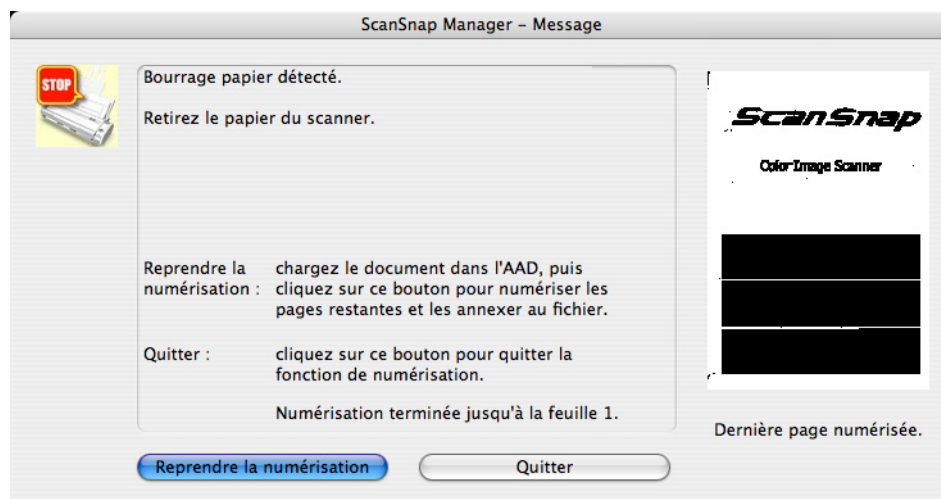 ScanSnap Manager – Message
STOP
Bourrage papier détecté.
Retirez le papier du scanner.
Reprendre la numérisation :
chargez le document dans l'AAD, puis
cliquez sur ce bouton pour numériser les
pages restantes et les annexer au fichier.
Quitter :
cliquez sur ce bouton pour quitter la
fonction de numérisation.
Numérisation terminée jusqu'à la feuille 1.
ScanSnap
Color Image Scanner
Dernière page numérisée.
Reprendre la numérisation
Quitter